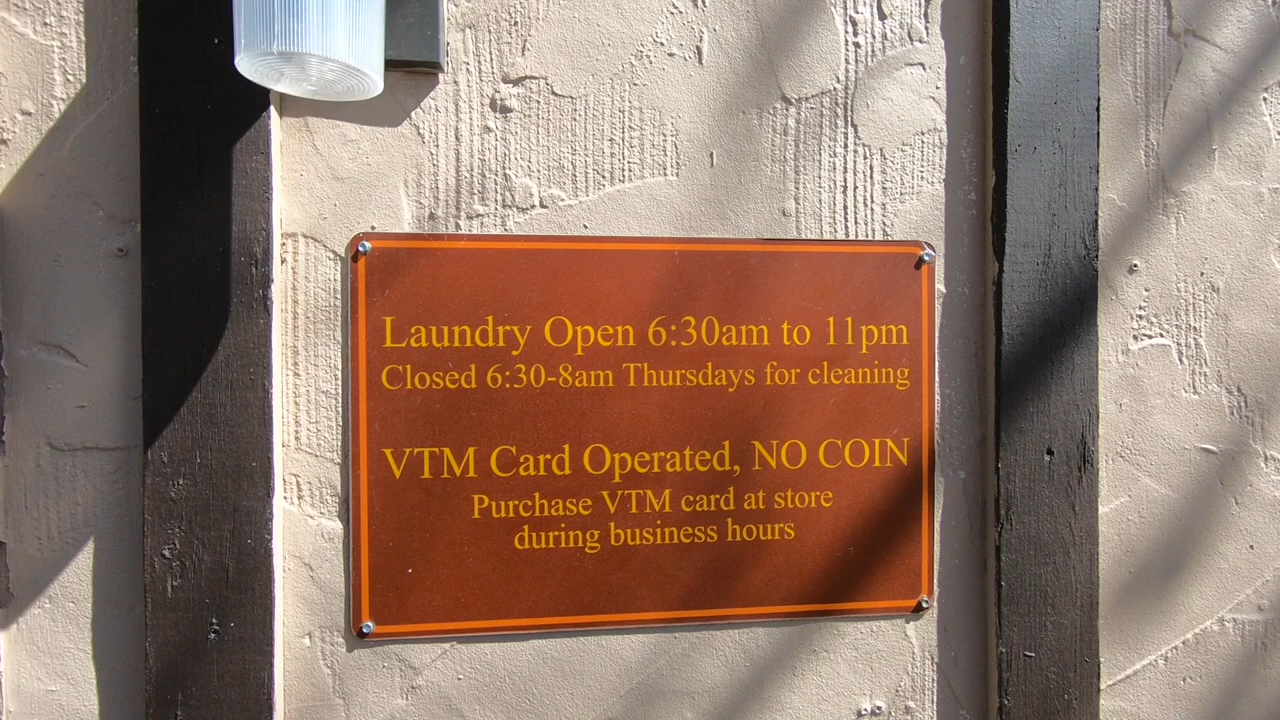 Laundry Open 6:30am to 11pm
Closed 6:30-8am Thursdays for cleaning
VTM Card Operated, NO COIN
Purchase VTM card at store
during business hours